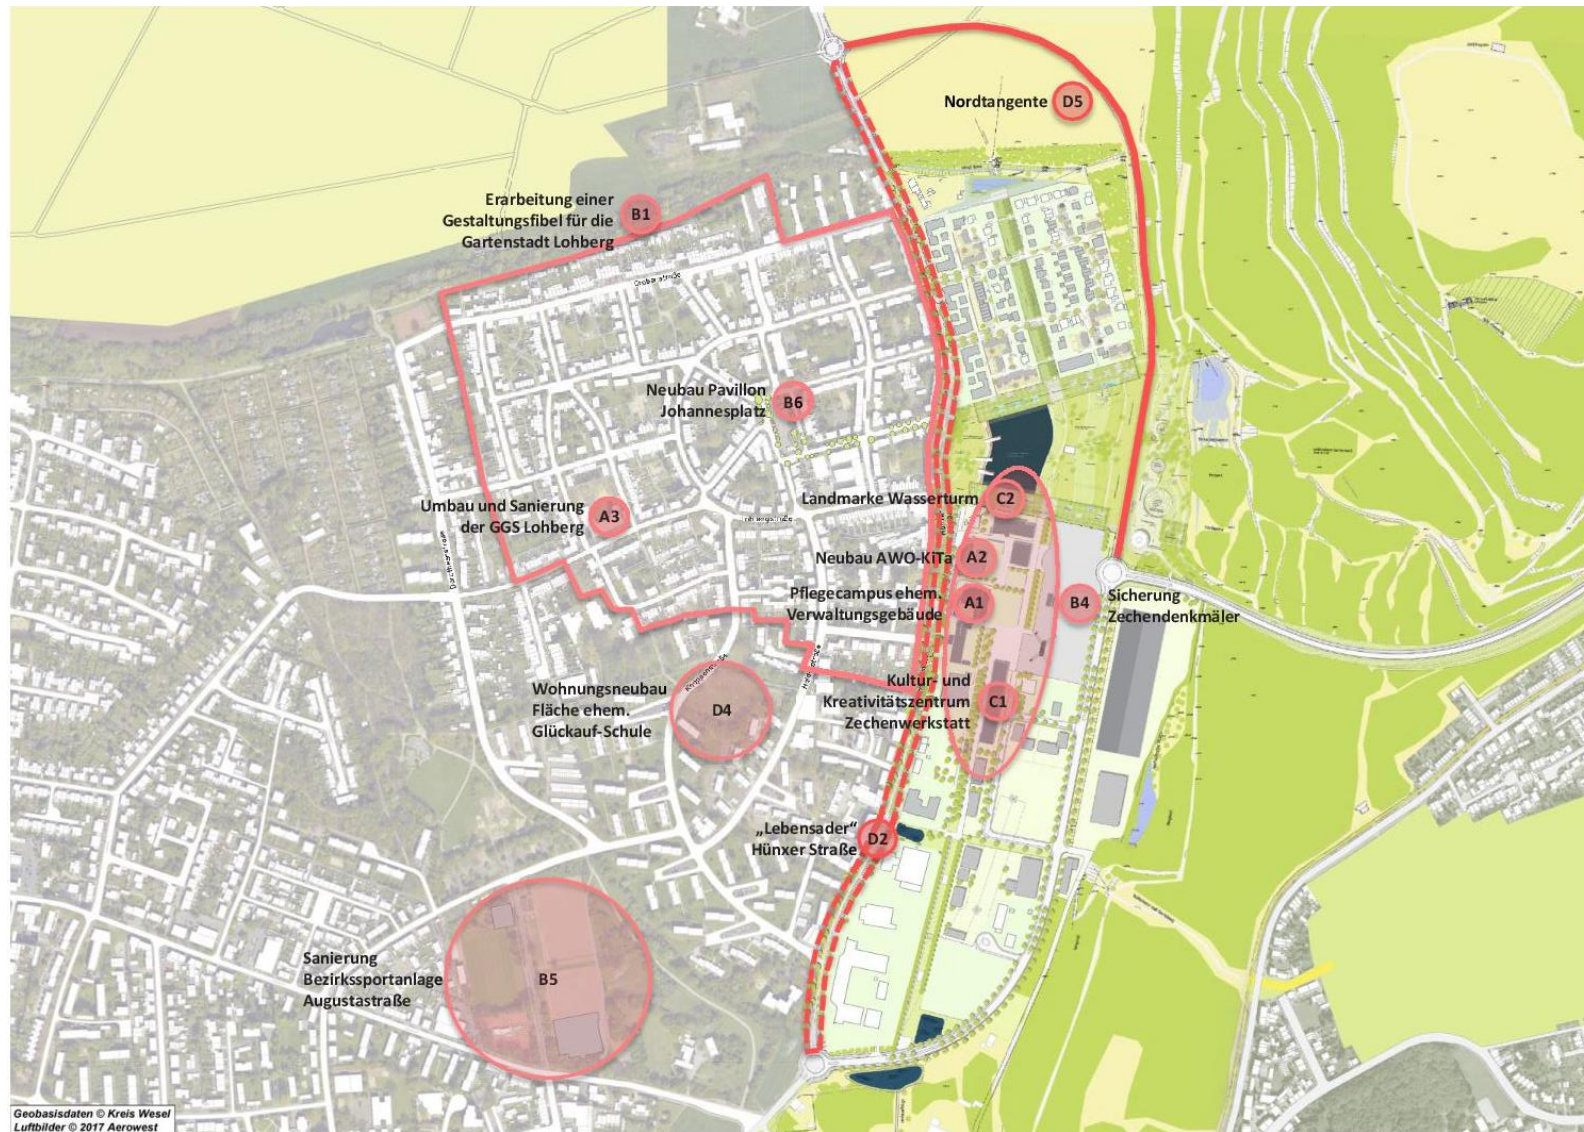 Nordtangente
D5
Erarbeitung einer
Gestaltungsfibel für die
Gartenstadt Lohberg
B1
Neubau Pavillon
Johannesplatz
B6
Umbau und Sanierung
der GGS Lohberg
A3
Landmarke Wasserturm
C2
Neubau AWO-KiTa
A2
Pflegecampus ehem.
Verwaltungsgebäude
A1
B4
Sicherung
Zechendenkmäler
Kultur- und
Kreativitätszentrum
Zechenwerkstatt
C1
Wohnungsneubau
Fläche ehem.
Glückauf-Schule
D4
„Lebensader“
Hünxer Straße
D2
Sanierung
Bezirkssportanlage
Augustastraße
B5
Geobasisdaten © Kreis Wesel
Luftbilder © 2017 Aerowest